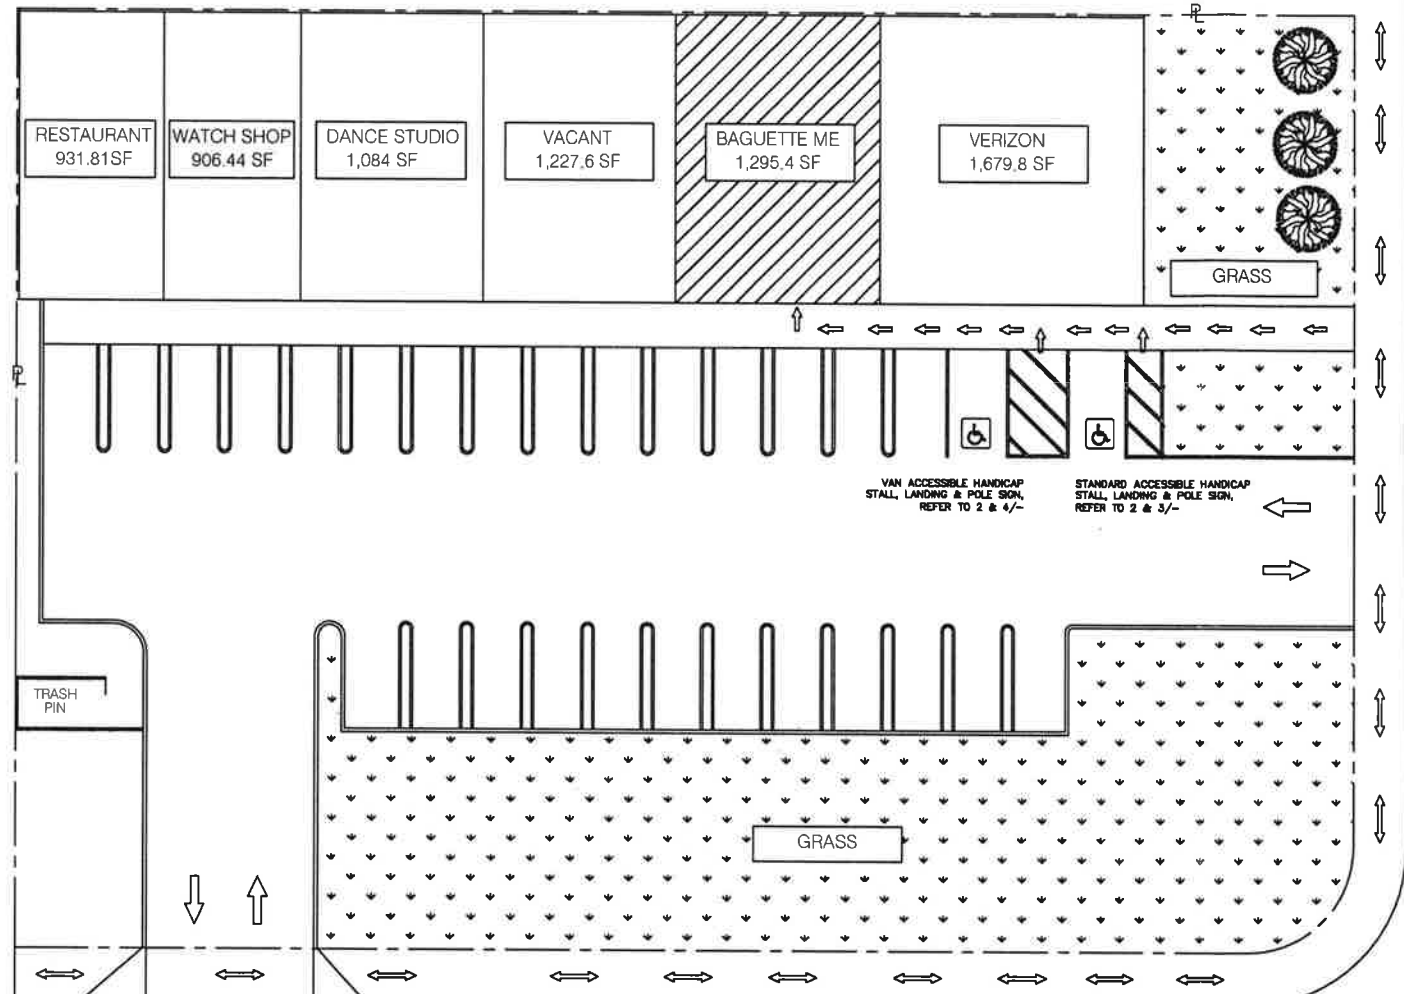 PL
RESTAURANT
931.81SF
WATCH SHOP
906.44 SF
DANCE STUDIO
1,084 SF
VACANT
1,227.6 SF
BAGUETTE ME
1,295.4 SF
VERIZON
1,679.8 SF
GRASS
PL
VAN ACCESSIBLE HANDICAP
STALL, LANDING & POLE SIGN,
REFER TO 2 & 4/-
STANDARD ACCESSIBLE HANDICAP
STALL, LANDING & POLE SIGN,
REFER TO 2 & 3/-
TRASH
PIN
GRASS